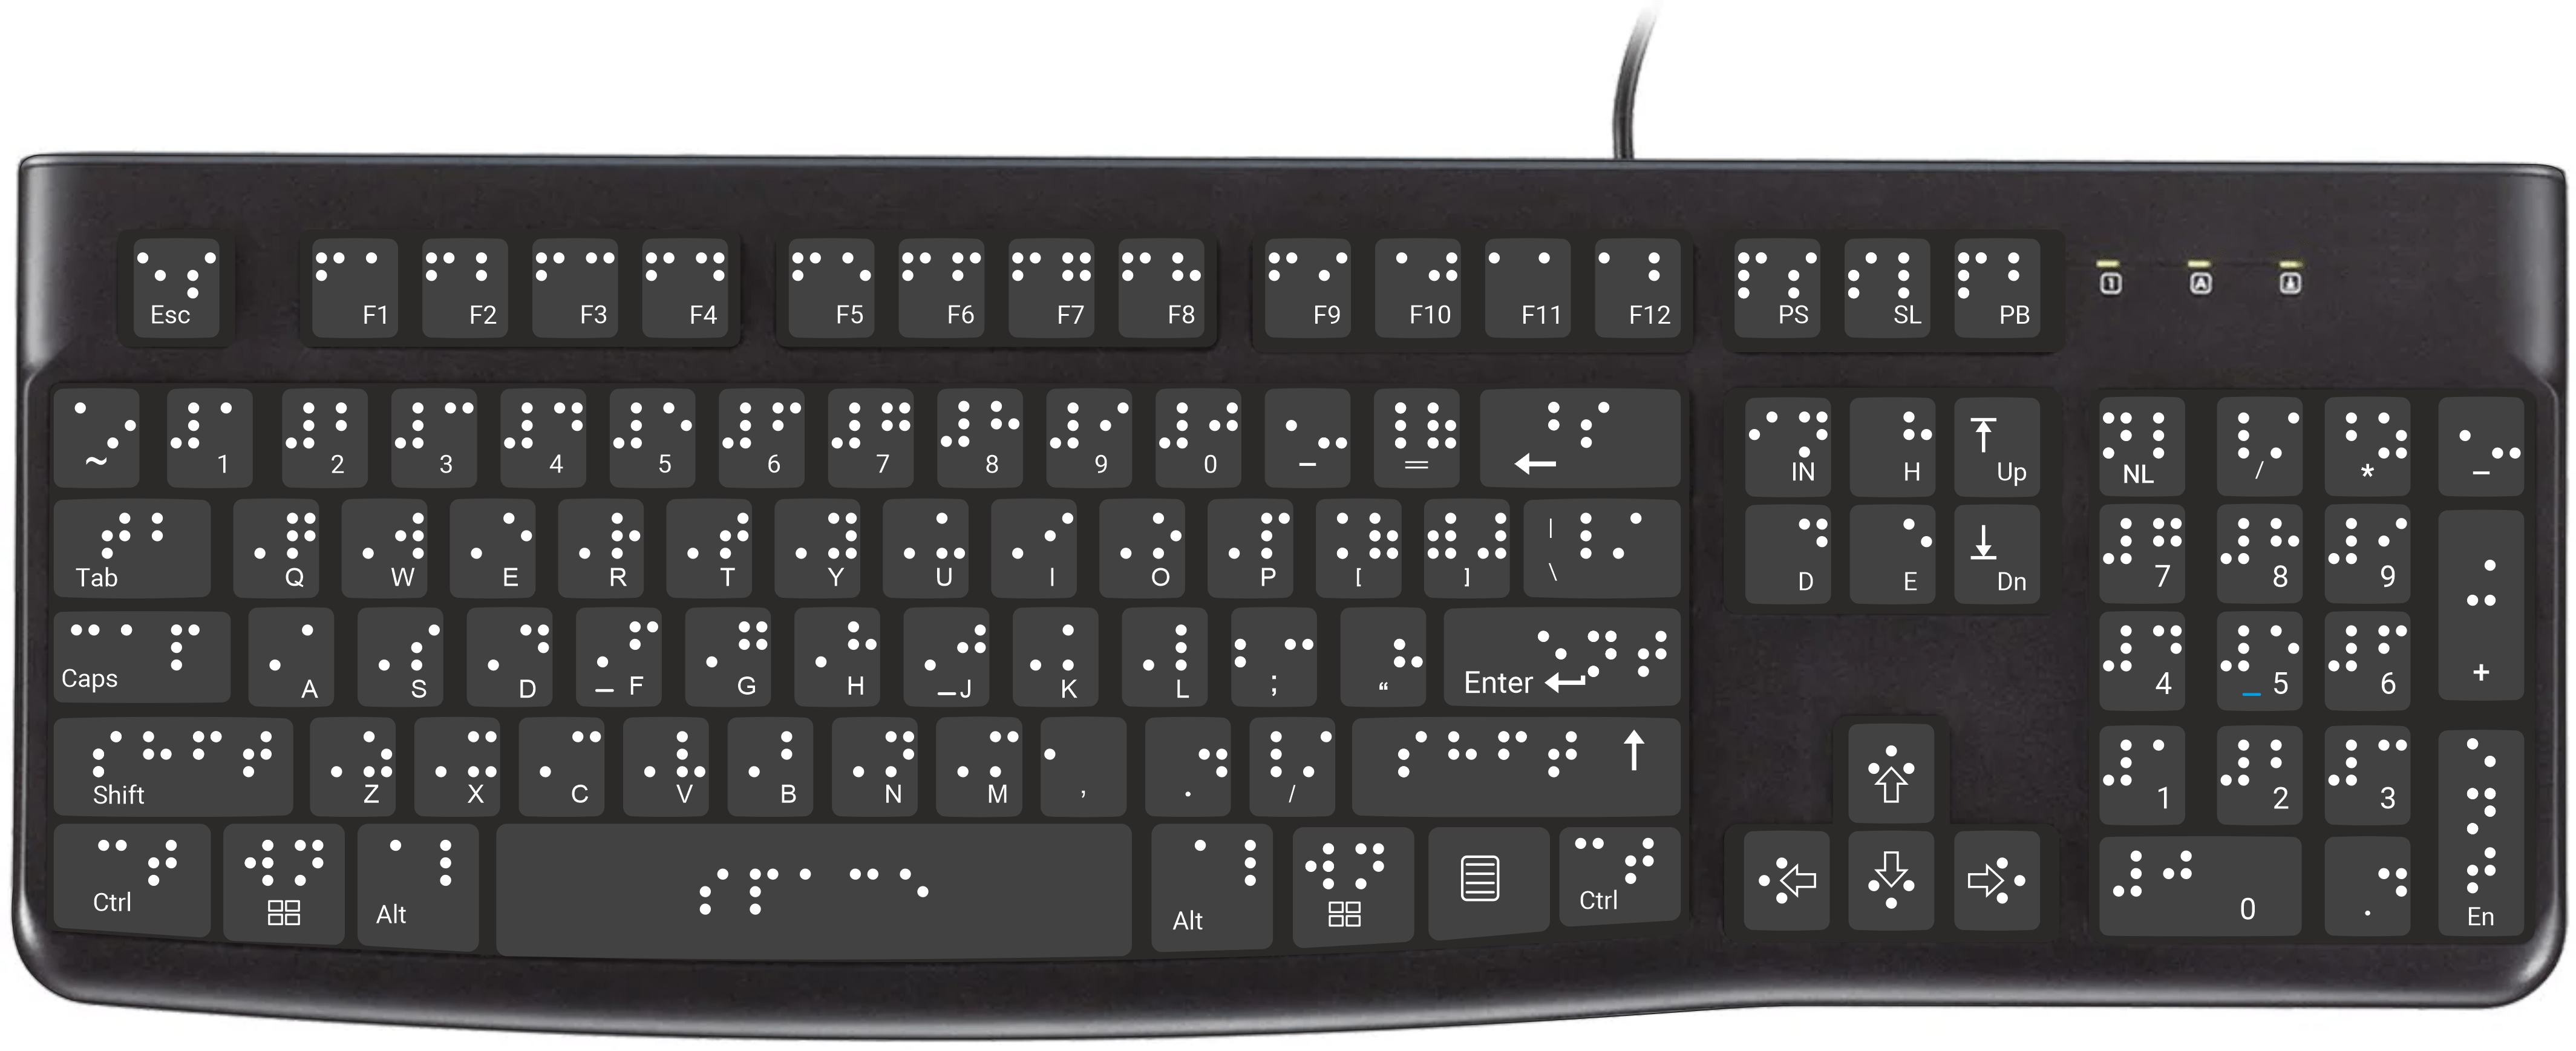 Esc F1 F2 F3 F4 F5 F6 F7 F8 F9 F10 F11 F12 PS SL PB 1 A
~ 1 2 3 4 5 6 7 8 9 0 - = ← IN H Up NL / * -
Tab Q W E R T Y U I O P [ ] | \ D E Dn 7 8 9 +
Caps A S D _ F G H _ J K L ; “ Enter ← 4 _ 5 6
Shift Z X C V B N M , . / ↑ 1 2 3 En
Ctrl Alt Alt Ctrl 0 .